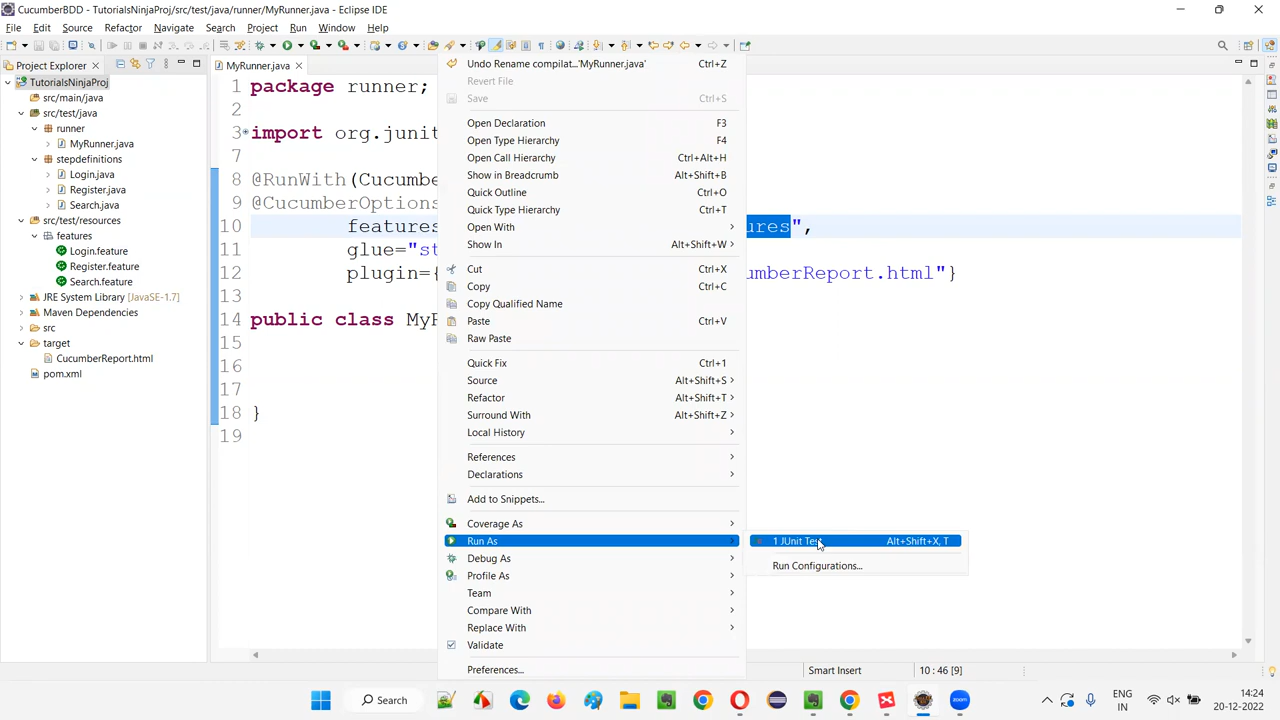 CucumberBDD - TutorialsNinjaProj/src/test/java/runner/MyRunner.java - Eclipse IDE
File Edit Source Refactor Navigate Search Project Run Window Help
Project Explorer
TutorialsNinjaProj
src/main/java
src/test/java
runner
MyRunner.java
stepdefinitions
Login.java
Register.java
Search.java
src/test/resources
features
Login.feature
Register.feature
Search.feature
JRE System Library [JavaSE-1.7]
Maven Dependencies
src
target
CucumberReport.html
pom.xml
MyRunner.java
1 package runner;
2
3 import org.junit
7
8 @RunWith(Cucumbe
9 @CucumberOptions
10 features ures",
11 glue="st
12 plugin={ umberReport.html"}
13
14 public class MyR
15
16
17
18 }
19
Undo Rename compilat...'MyRunner.java' Ctrl+Z
Revert File
Save Ctrl+S
Open Declaration F3
Open Type Hierarchy F4
Open Call Hierarchy Ctrl+Alt+H
Show in Breadcrumb Alt+Shift+B
Quick Outline Ctrl+O
Quick Type Hierarchy Ctrl+T
Open With
Show In Alt+Shift+W
Cut Ctrl+X
Copy Ctrl+C
Copy Qualified Name
Paste Ctrl+V
Raw Paste
Quick Fix Ctrl+1
Source Alt+Shift+S
Refactor Alt+Shift+T
Surround With Alt+Shift+Z
Local History
References
Declarations
Add to Snippets...
Coverage As
Run As
Debug As
Profile As
Team
Compare With
Replace With
Validate
Preferences...
1 JUnit Test Alt+Shift+X, T
Run Configurations...
Smart Insert 10 : 46 [9]
Search
ENG
IN
14:24
20-12-2022